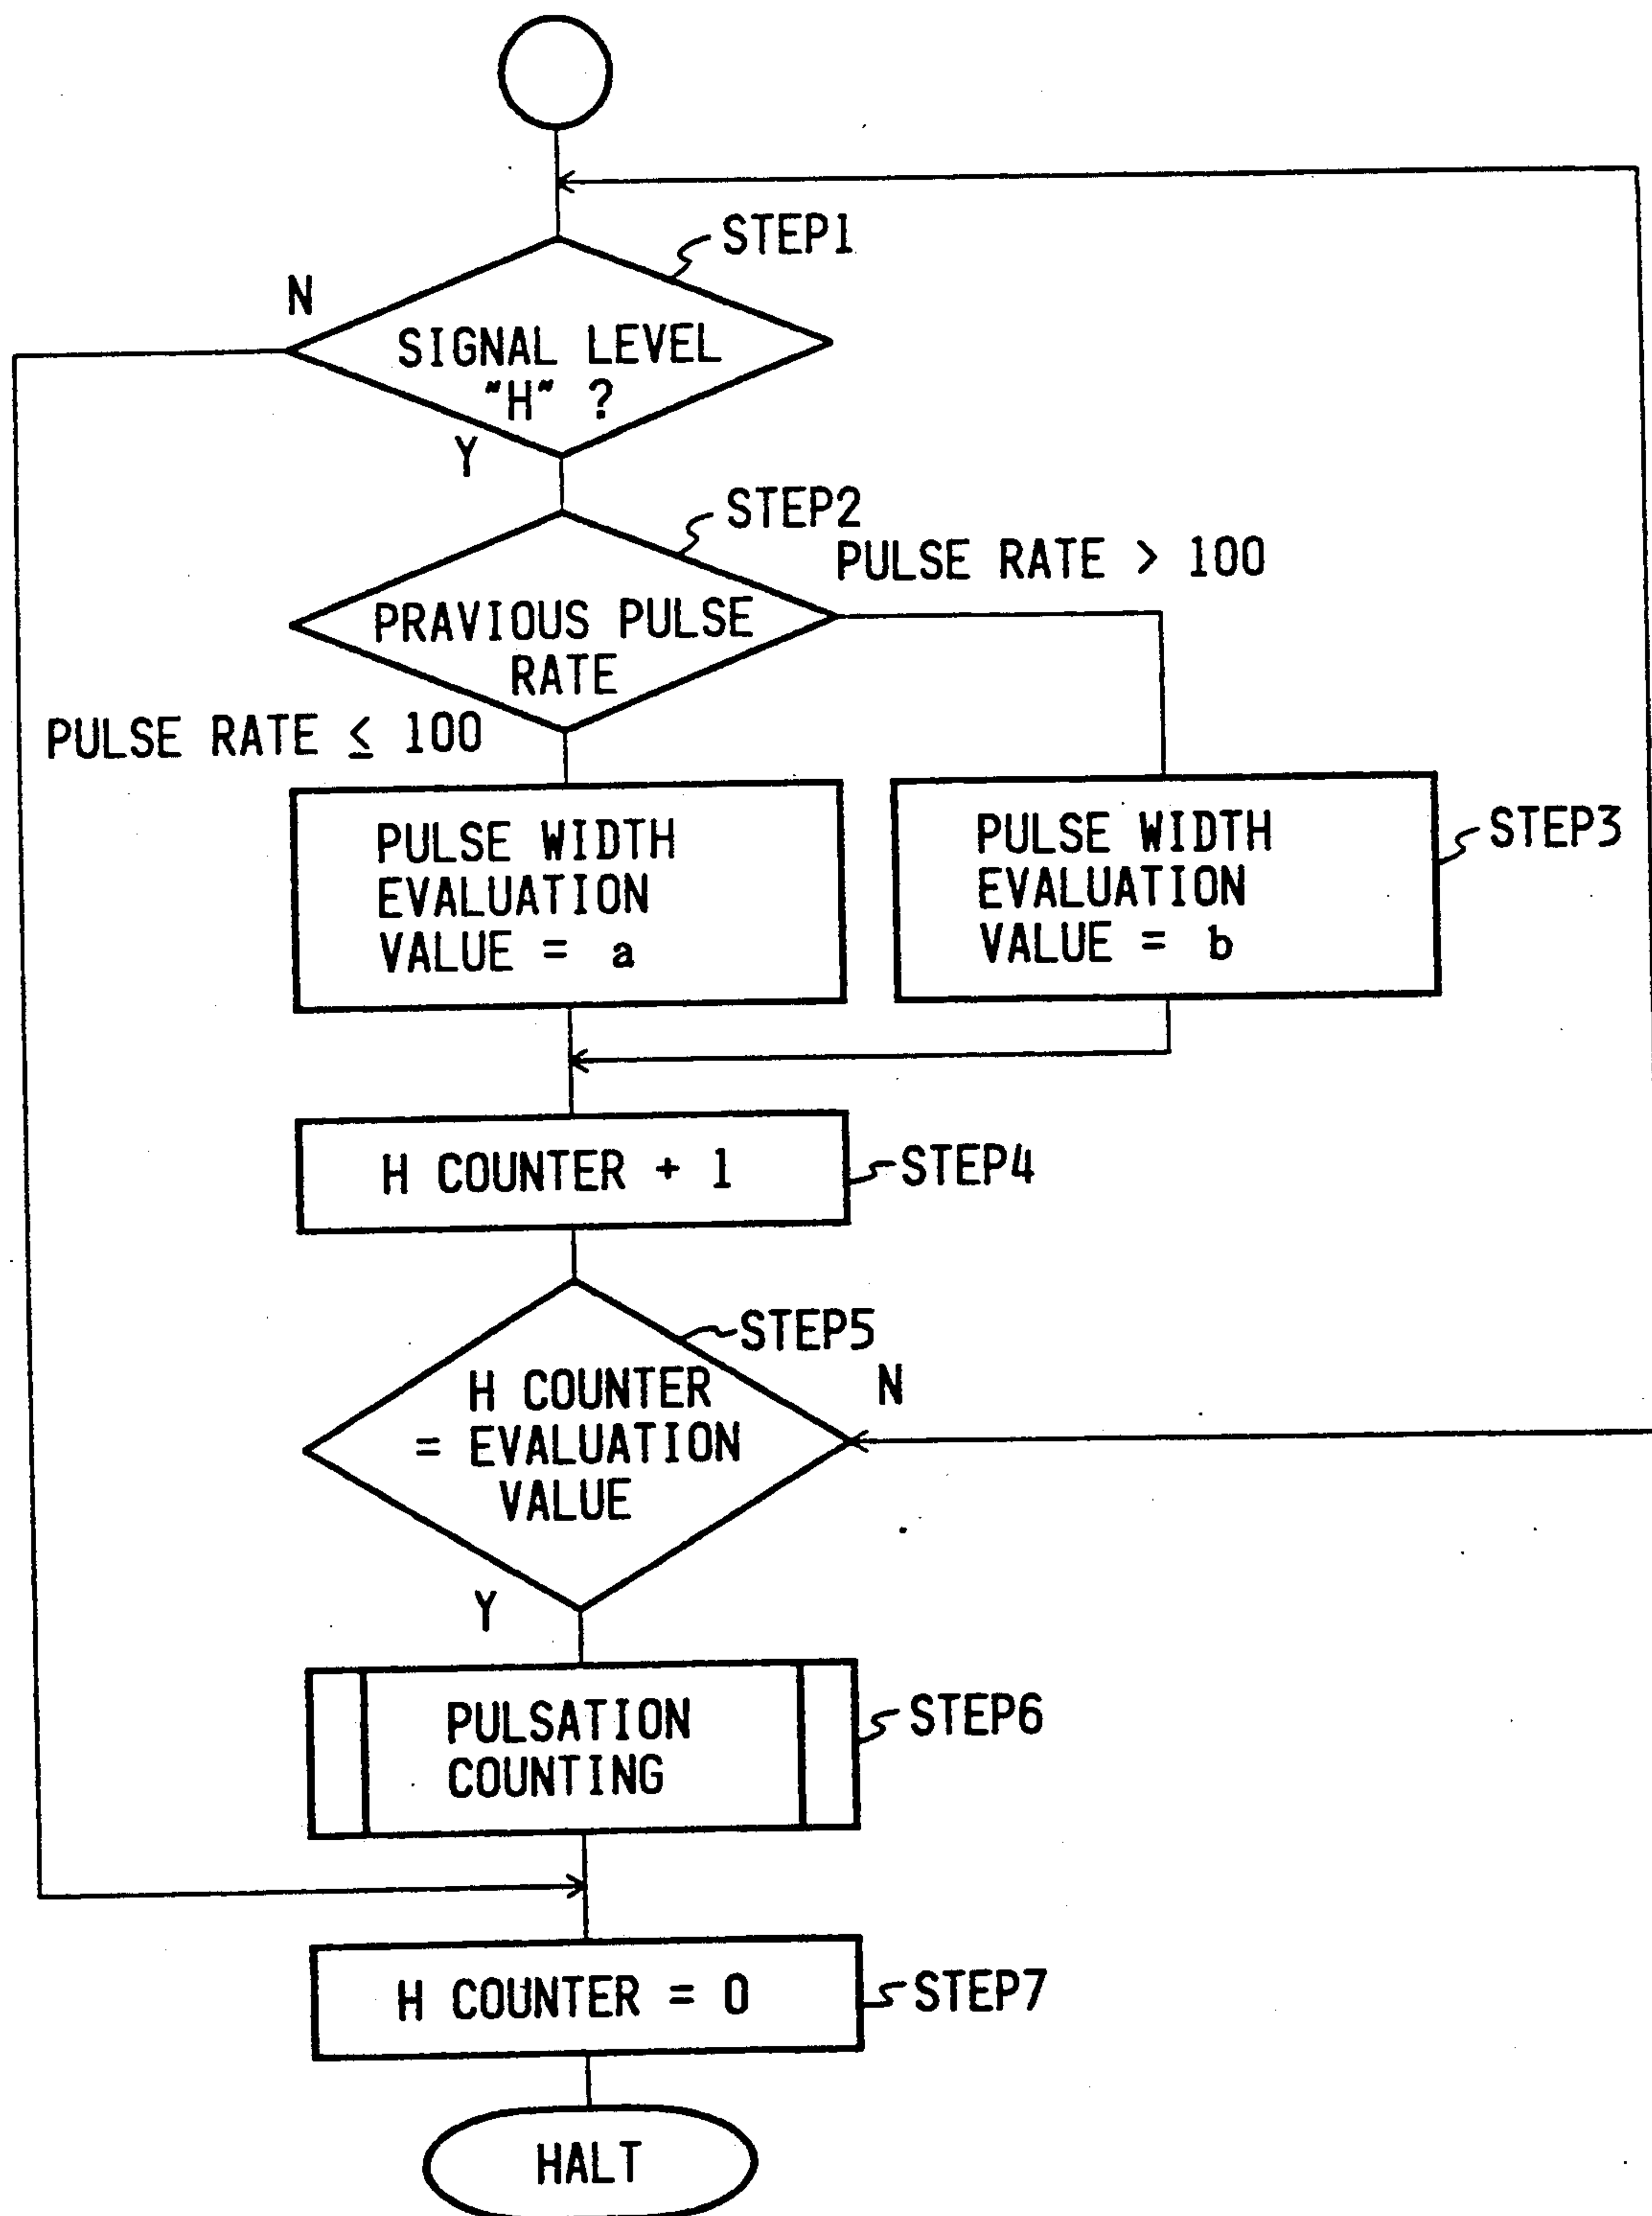 STEP1
N
SIGNAL LEVEL
"H" ?
Y
STEP2
PULSE RATE > 100
PRAVIOUS PULSE
RATE
PULSE RATE ≤ 100
PULSE WIDTH
EVALUATION
VALUE = a
PULSE WIDTH
EVALUATION
VALUE = b
STEP3
H COUNTER + 1
STEP4
STEP5
H COUNTER
= EVALUATION
VALUE
N
Y
PULSATION
COUNTING
STEP6
H COUNTER = 0
STEP7
HALT